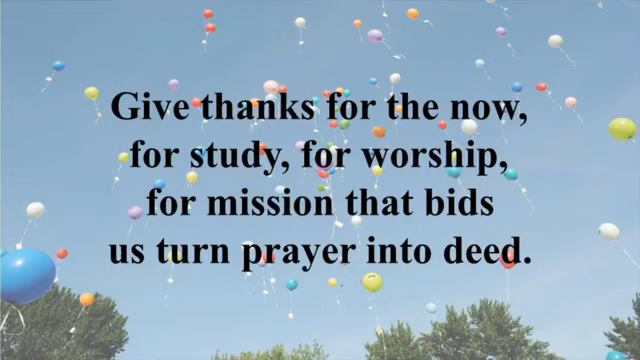 Give thanks for the now,
for study, for worship,
for mission that bids
us turn prayer into deed.